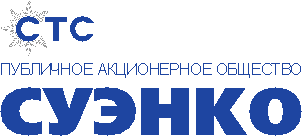 СТС
ПУБЛИЧНОЕ АКЦИОНЕРНОЕ ОБЩЕСТВО
СУЭНКО